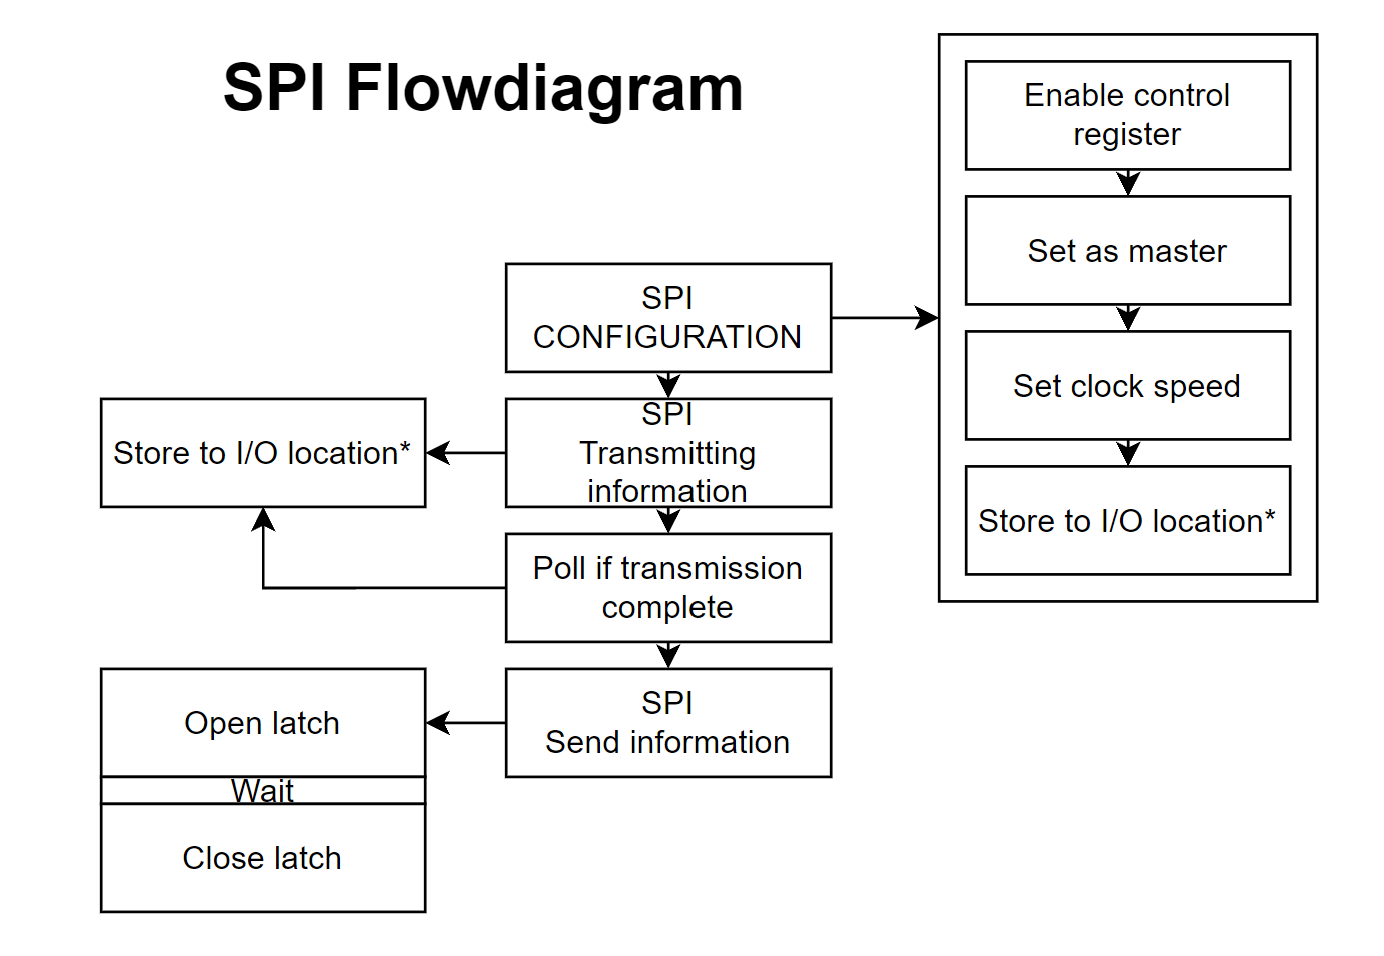 SPI Flowdiagram
Enable control
register
Set as master
Set clock speed
Store to I/O location*
SPI
CONFIGURATION
SPI
Transmitting
information
Store to I/O location*
Poll if transmission
complete
SPI
Send information
Open latch
Wait
Close latch